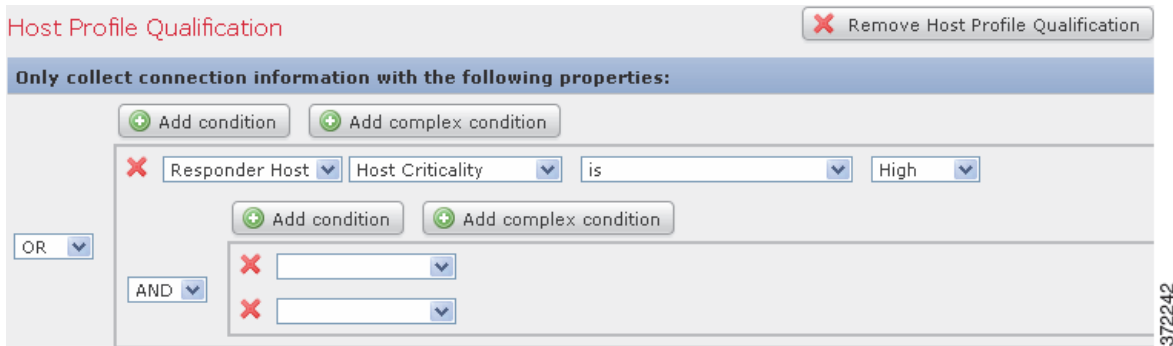 Host Profile Qualification
Remove Host Profile Qualification
Only collect connection information with the following properties:
Add condition Add complex condition
Responder Host Host Criticality is High
Add condition Add complex condition
OR
AND
372242